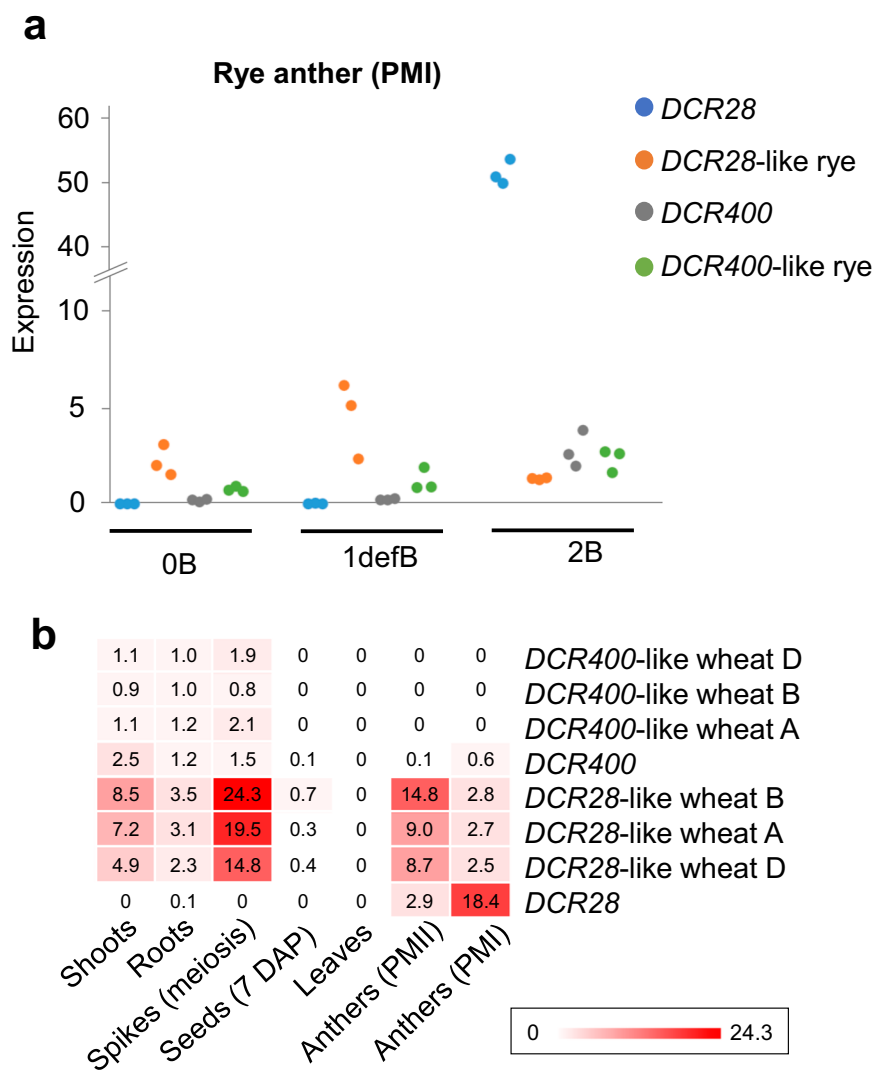 a
Rye anther (PMI)
Expression
60
50
40
10
5
0
0B
1defB
2B
DCR28
DCR28-like rye
DCR400
DCR400-like rye
b
1.1 1.0 1.9 0 0 0 0 DCR400-like wheat D
0.9 1.0 0.8 0 0 0 0 DCR400-like wheat B
1.1 1.2 2.1 0 0 0 0 DCR400-like wheat A
2.5 1.2 1.5 0.1 0 0.1 0.6 DCR400
8.5 3.5 24.3 0.7 0 14.8 2.8 DCR28-like wheat B
7.2 3.1 19.5 0.3 0 9.0 2.7 DCR28-like wheat A
4.9 2.3 14.8 0.4 0 8.7 2.5 DCR28-like wheat D
0 0.1 0 0 0 2.9 18.4 DCR28
Shoots
Roots
Spikes (meiosis)
Seeds (7 DAP)
Leaves
Anthers (PMII)
Anthers (PMI)
0 24.3